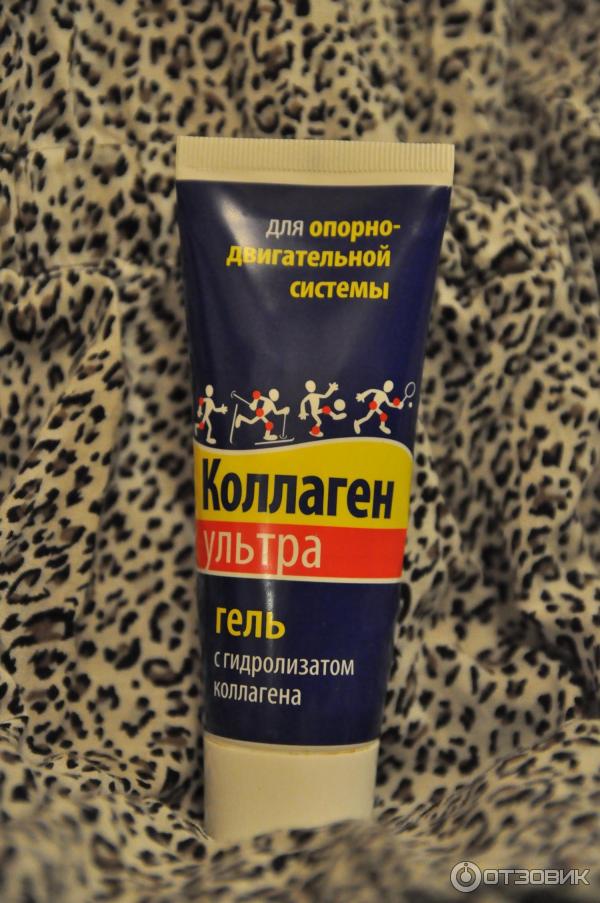 для опорно-
двигательной
системы
Коллаген
ультра
гель
с гидролизатом
коллагена
ОТЗОВИК